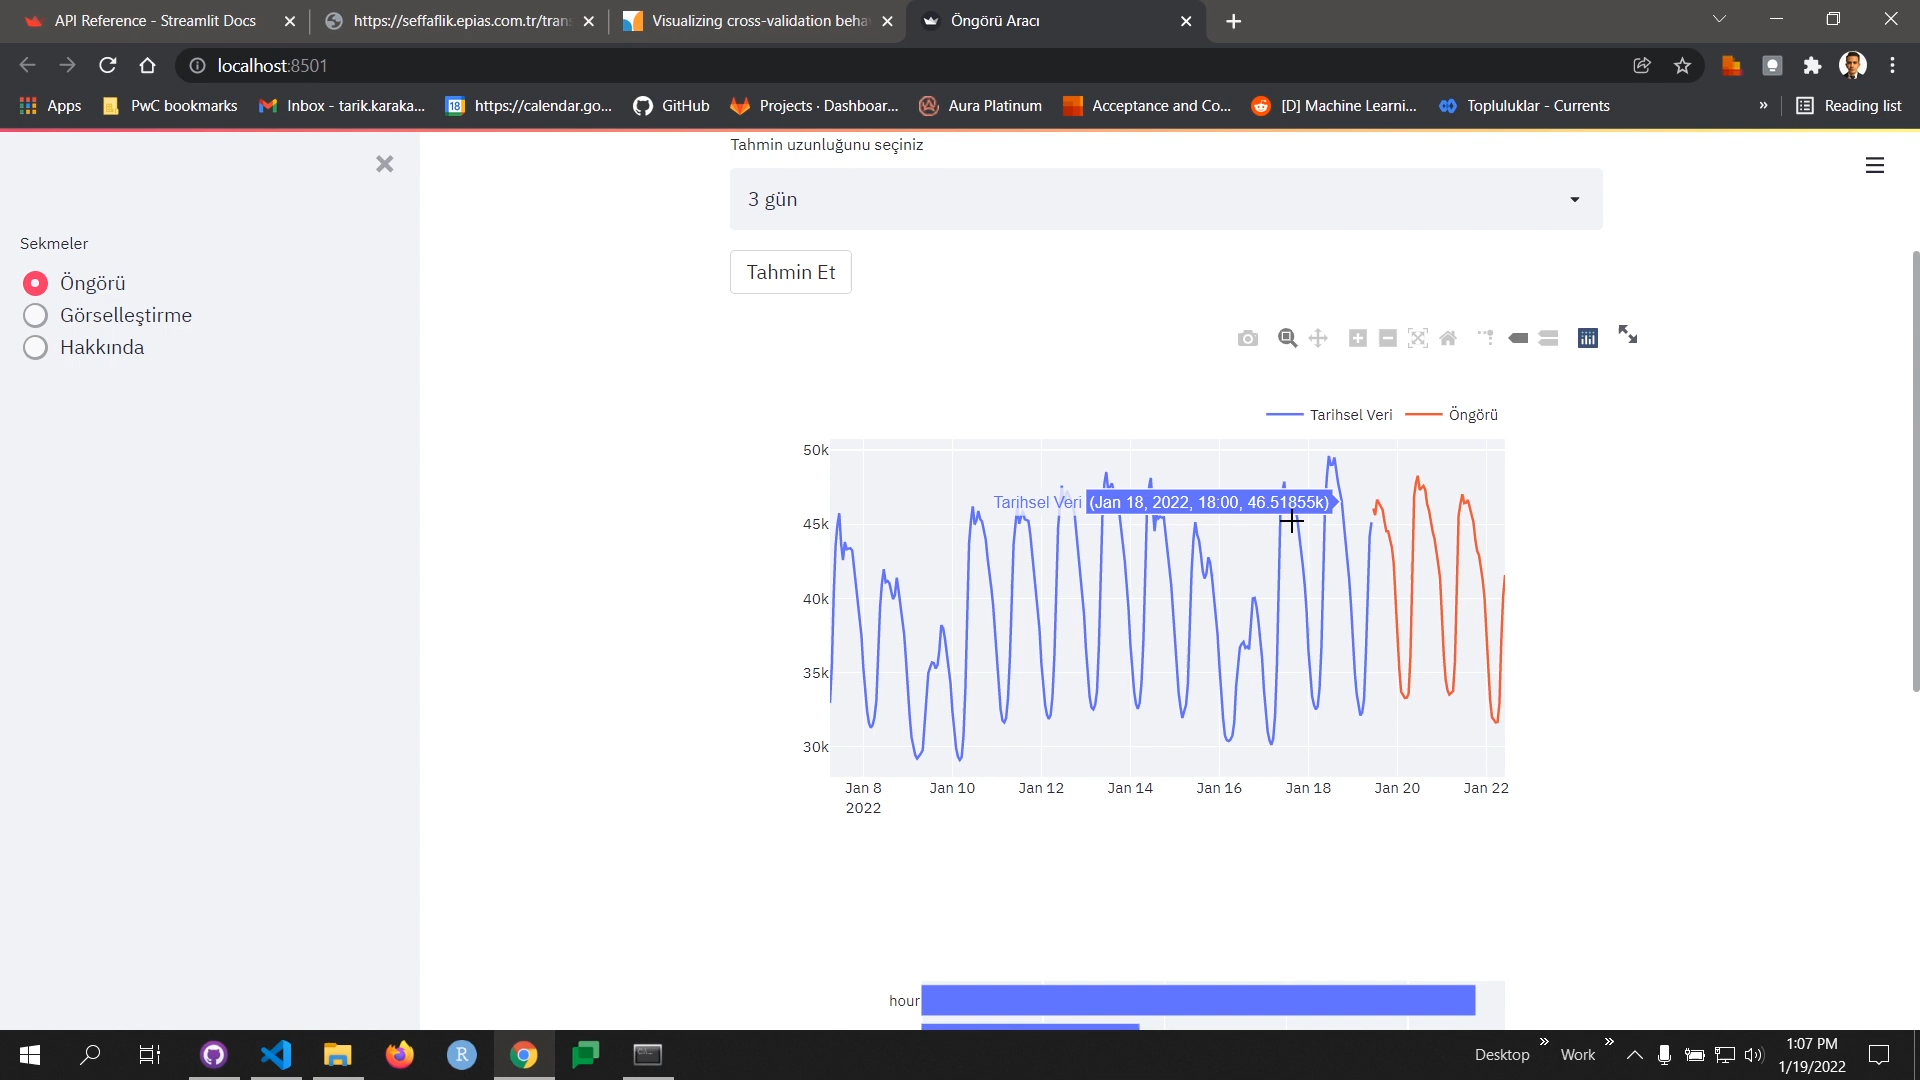 API Reference - Streamlit Docs
https://seffaflik.epias.com.tr/trans
Visualizing cross-validation beha
Öngörü Aracı
localhost:8501
Apps
PwC bookmarks
Inbox - tarik.karaka...
18
https://calendar.go...
GitHub
Projects · Dashboar...
Aura Platinum
Acceptance and Co...
[D] Machine Learni...
Topluluklar - Currents
»
Reading list
Tahmin uzunluğunu seçiniz
3 gün
Tahmin Et
Sekmeler
Öngörü
Görselleştirme
Hakkında
Tarihsel Veri
Öngörü
50k
Tarihsel Veri (Jan 18, 2022, 18:00, 46.51855k)
45k
40k
35k
30k
Jan 8
2022
Jan 10
Jan 12
Jan 14
Jan 16
Jan 18
Jan 20
Jan 22
hour
R
Desktop
»
Work
»
1:07 PM
1/19/2022